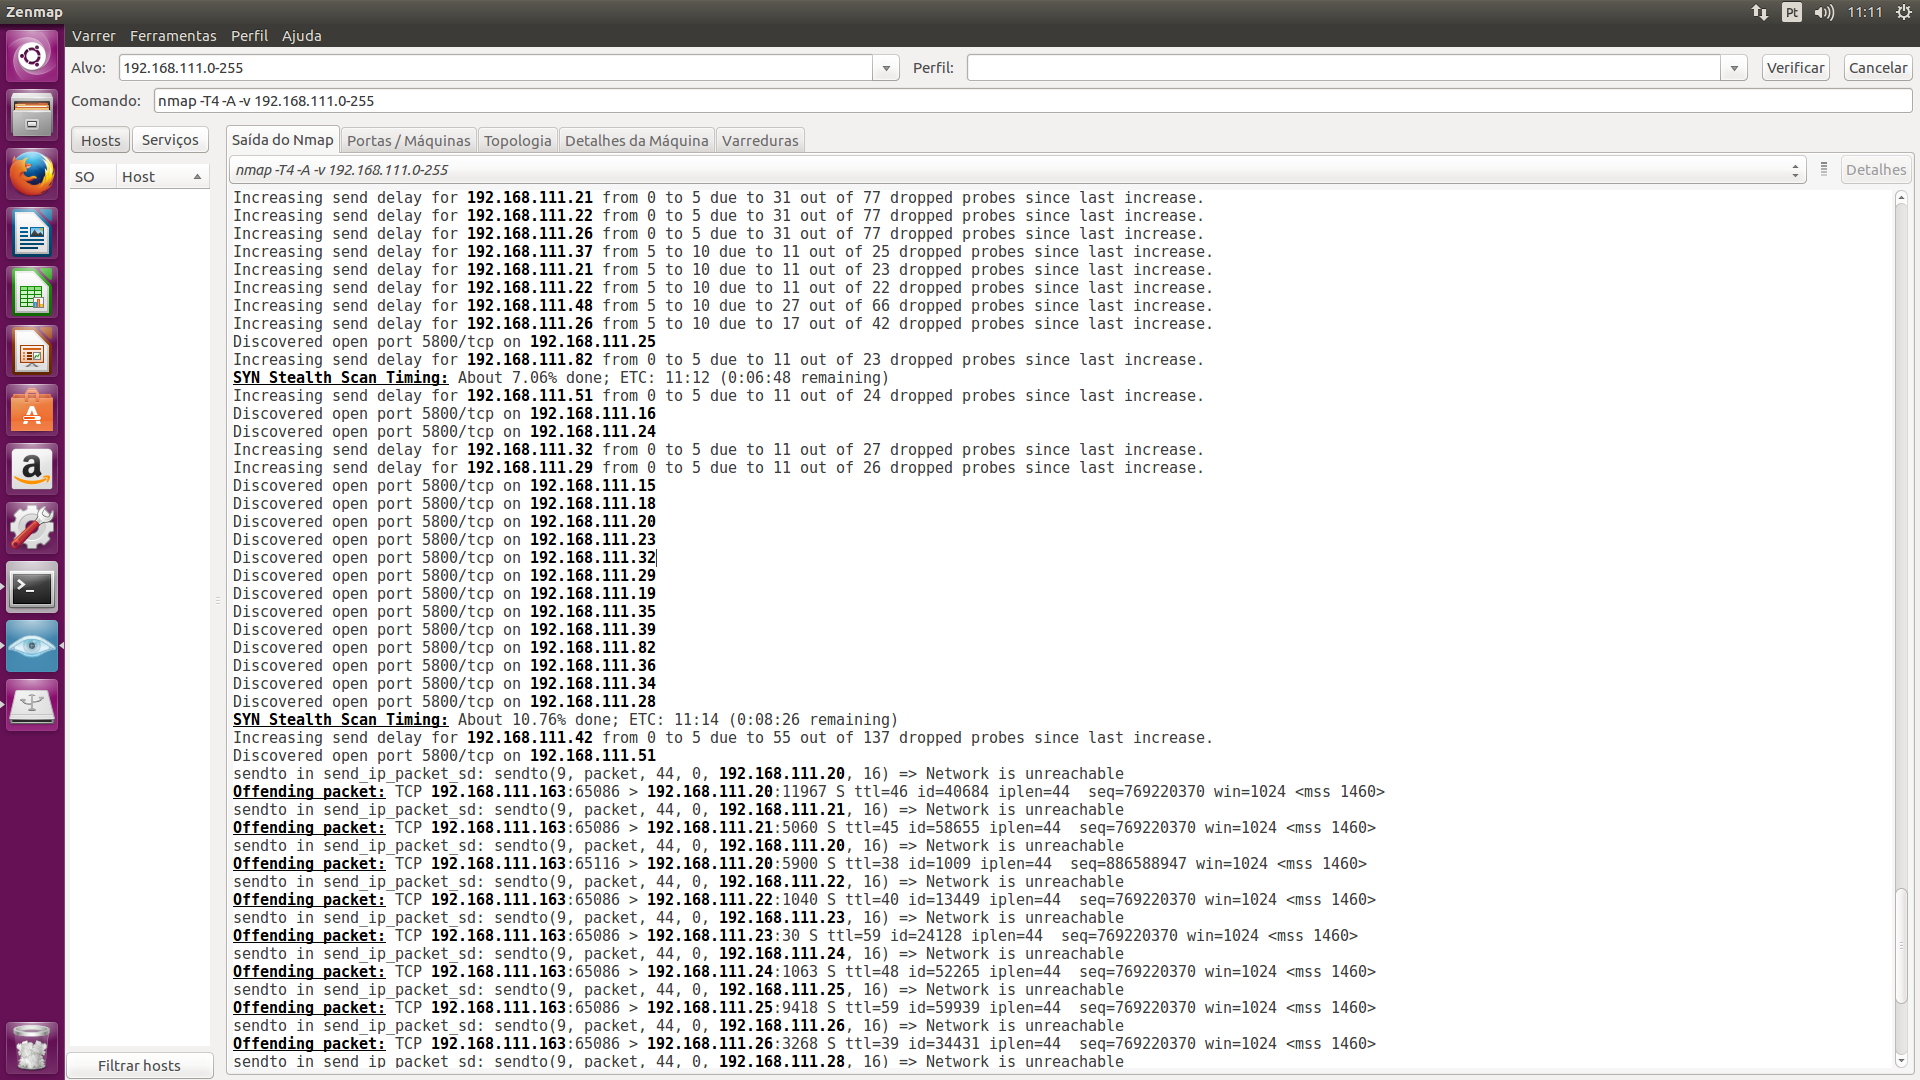 Zenmap
Pt
11:11
Varrer Ferramentas Perfil Ajuda
Alvo: 192.168.111.0-255 Perfil: Verificar Cancelar
Comando: nmap -T4 -A -v 192.168.111.0-255
Hosts Serviços
Saída do Nmap Portas / Máquinas Topologia Detalhes da Máquina Varreduras
SO Host
nmap -T4 -A -v 192.168.111.0-255 Detalhes
Increasing send delay for 192.168.111.21 from 0 to 5 due to 31 out of 77 dropped probes since last increase.
Increasing send delay for 192.168.111.22 from 0 to 5 due to 31 out of 77 dropped probes since last increase.
Increasing send delay for 192.168.111.26 from 0 to 5 due to 31 out of 77 dropped probes since last increase.
Increasing send delay for 192.168.111.37 from 5 to 10 due to 11 out of 25 dropped probes since last increase.
Increasing send delay for 192.168.111.21 from 5 to 10 due to 11 out of 23 dropped probes since last increase.
Increasing send delay for 192.168.111.22 from 5 to 10 due to 11 out of 22 dropped probes since last increase.
Increasing send delay for 192.168.111.48 from 5 to 10 due to 27 out of 66 dropped probes since last increase.
Increasing send delay for 192.168.111.26 from 5 to 10 due to 17 out of 42 dropped probes since last increase.
Discovered open port 5800/tcp on 192.168.111.25
Increasing send delay for 192.168.111.82 from 0 to 5 due to 11 out of 23 dropped probes since last increase.
SYN Stealth Scan Timing: About 7.06% done; ETC: 11:12 (0:06:48 remaining)
Increasing send delay for 192.168.111.51 from 0 to 5 due to 11 out of 24 dropped probes since last increase.
Discovered open port 5800/tcp on 192.168.111.16
Discovered open port 5800/tcp on 192.168.111.24
Increasing send delay for 192.168.111.32 from 0 to 5 due to 11 out of 27 dropped probes since last increase.
Increasing send delay for 192.168.111.29 from 0 to 5 due to 11 out of 26 dropped probes since last increase.
Discovered open port 5800/tcp on 192.168.111.15
Discovered open port 5800/tcp on 192.168.111.18
Discovered open port 5800/tcp on 192.168.111.20
Discovered open port 5800/tcp on 192.168.111.23
Discovered open port 5800/tcp on 192.168.111.32
Discovered open port 5800/tcp on 192.168.111.29
Discovered open port 5800/tcp on 192.168.111.19
Discovered open port 5800/tcp on 192.168.111.35
Discovered open port 5800/tcp on 192.168.111.39
Discovered open port 5800/tcp on 192.168.111.82
Discovered open port 5800/tcp on 192.168.111.36
Discovered open port 5800/tcp on 192.168.111.34
Discovered open port 5800/tcp on 192.168.111.28
SYN Stealth Scan Timing: About 10.76% done; ETC: 11:14 (0:08:26 remaining)
Increasing send delay for 192.168.111.42 from 0 to 5 due to 55 out of 137 dropped probes since last increase.
Discovered open port 5800/tcp on 192.168.111.51
sendto in send_ip_packet_sd: sendto(9, packet, 44, 0, 192.168.111.20, 16) => Network is unreachable
Offending packet: TCP 192.168.111.163:65086 > 192.168.111.20:11967 S ttl=46 id=40684 iplen=44  seq=769220370 win=1024 <mss 1460>
sendto in send_ip_packet_sd: sendto(9, packet, 44, 0, 192.168.111.21, 16) => Network is unreachable
Offending packet: TCP 192.168.111.163:65086 > 192.168.111.21:5060 S ttl=45 id=58655 iplen=44  seq=769220370 win=1024 <mss 1460>
sendto in send_ip_packet_sd: sendto(9, packet, 44, 0, 192.168.111.20, 16) => Network is unreachable
Offending packet: TCP 192.168.111.163:65116 > 192.168.111.20:5900 S ttl=38 id=1009 iplen=44  seq=886588947 win=1024 <mss 1460>
sendto in send_ip_packet_sd: sendto(9, packet, 44, 0, 192.168.111.22, 16) => Network is unreachable
Offending packet: TCP 192.168.111.163:65086 > 192.168.111.22:1040 S ttl=40 id=13449 iplen=44  seq=769220370 win=1024 <mss 1460>
sendto in send_ip_packet_sd: sendto(9, packet, 44, 0, 192.168.111.23, 16) => Network is unreachable
Offending packet: TCP 192.168.111.163:65086 > 192.168.111.23:30 S ttl=59 id=24128 iplen=44  seq=769220370 win=1024 <mss 1460>
sendto in send_ip_packet_sd: sendto(9, packet, 44, 0, 192.168.111.24, 16) => Network is unreachable
Offending packet: TCP 192.168.111.163:65086 > 192.168.111.24:1063 S ttl=48 id=52265 iplen=44  seq=769220370 win=1024 <mss 1460>
sendto in send_ip_packet_sd: sendto(9, packet, 44, 0, 192.168.111.25, 16) => Network is unreachable
Offending packet: TCP 192.168.111.163:65086 > 192.168.111.25:9418 S ttl=59 id=59939 iplen=44  seq=769220370 win=1024 <mss 1460>
sendto in send_ip_packet_sd: sendto(9, packet, 44, 0, 192.168.111.26, 16) => Network is unreachable
Offending packet: TCP 192.168.111.163:65086 > 192.168.111.26:3268 S ttl=39 id=34431 iplen=44  seq=769220370 win=1024 <mss 1460>
sendto in send_ip_packet_sd: sendto(9, packet, 44, 0, 192.168.111.28, 16) => Network is unreachable
Filtrar hosts